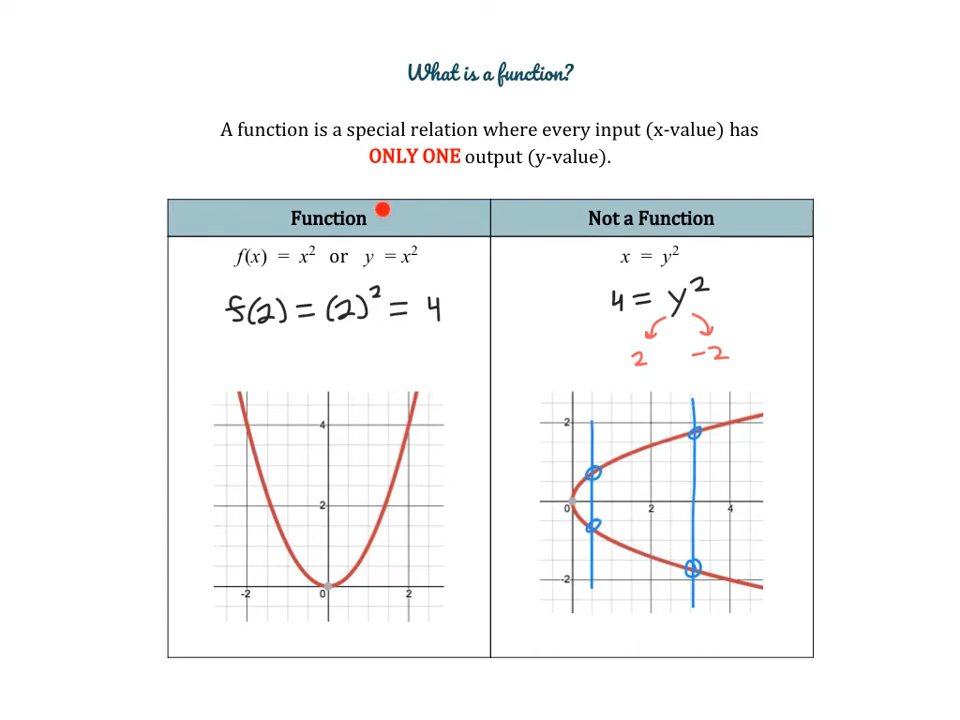 What is a function?
A function is a special relation where every input (x-value) has
ONLY ONE output (y-value).
Function
Not a Function
f(x) = x² or y = x²
x = y²
f(2) = (2)² = 4
4 = y²
2 -2
4
2
-2 0 2
2
0 2 4
-2